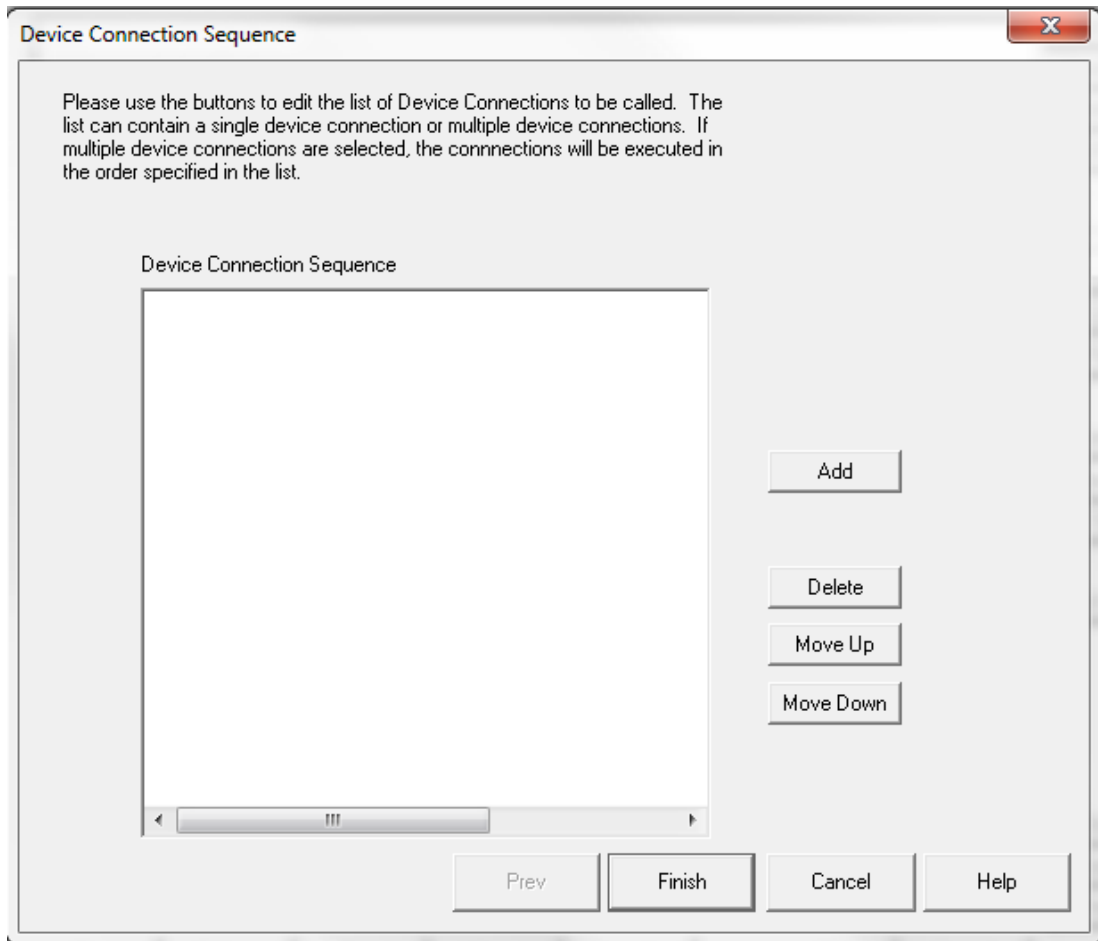 Device Connection Sequence
Please use the buttons to edit the list of Device Connections to be called.  The
list can contain a single device connection or multiple device connections.  If
multiple device connections are selected, the connnections will be executed in
the order specified in the list.
Device Connection Sequence
Add
Delete
Move Up
Move Down
Prev
Finish
Cancel
Help